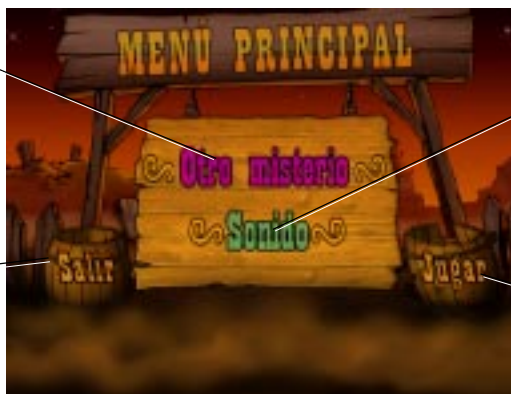 MENÚ PRINCIPAL
Otro misterio
Sonido
Salir
Jugar